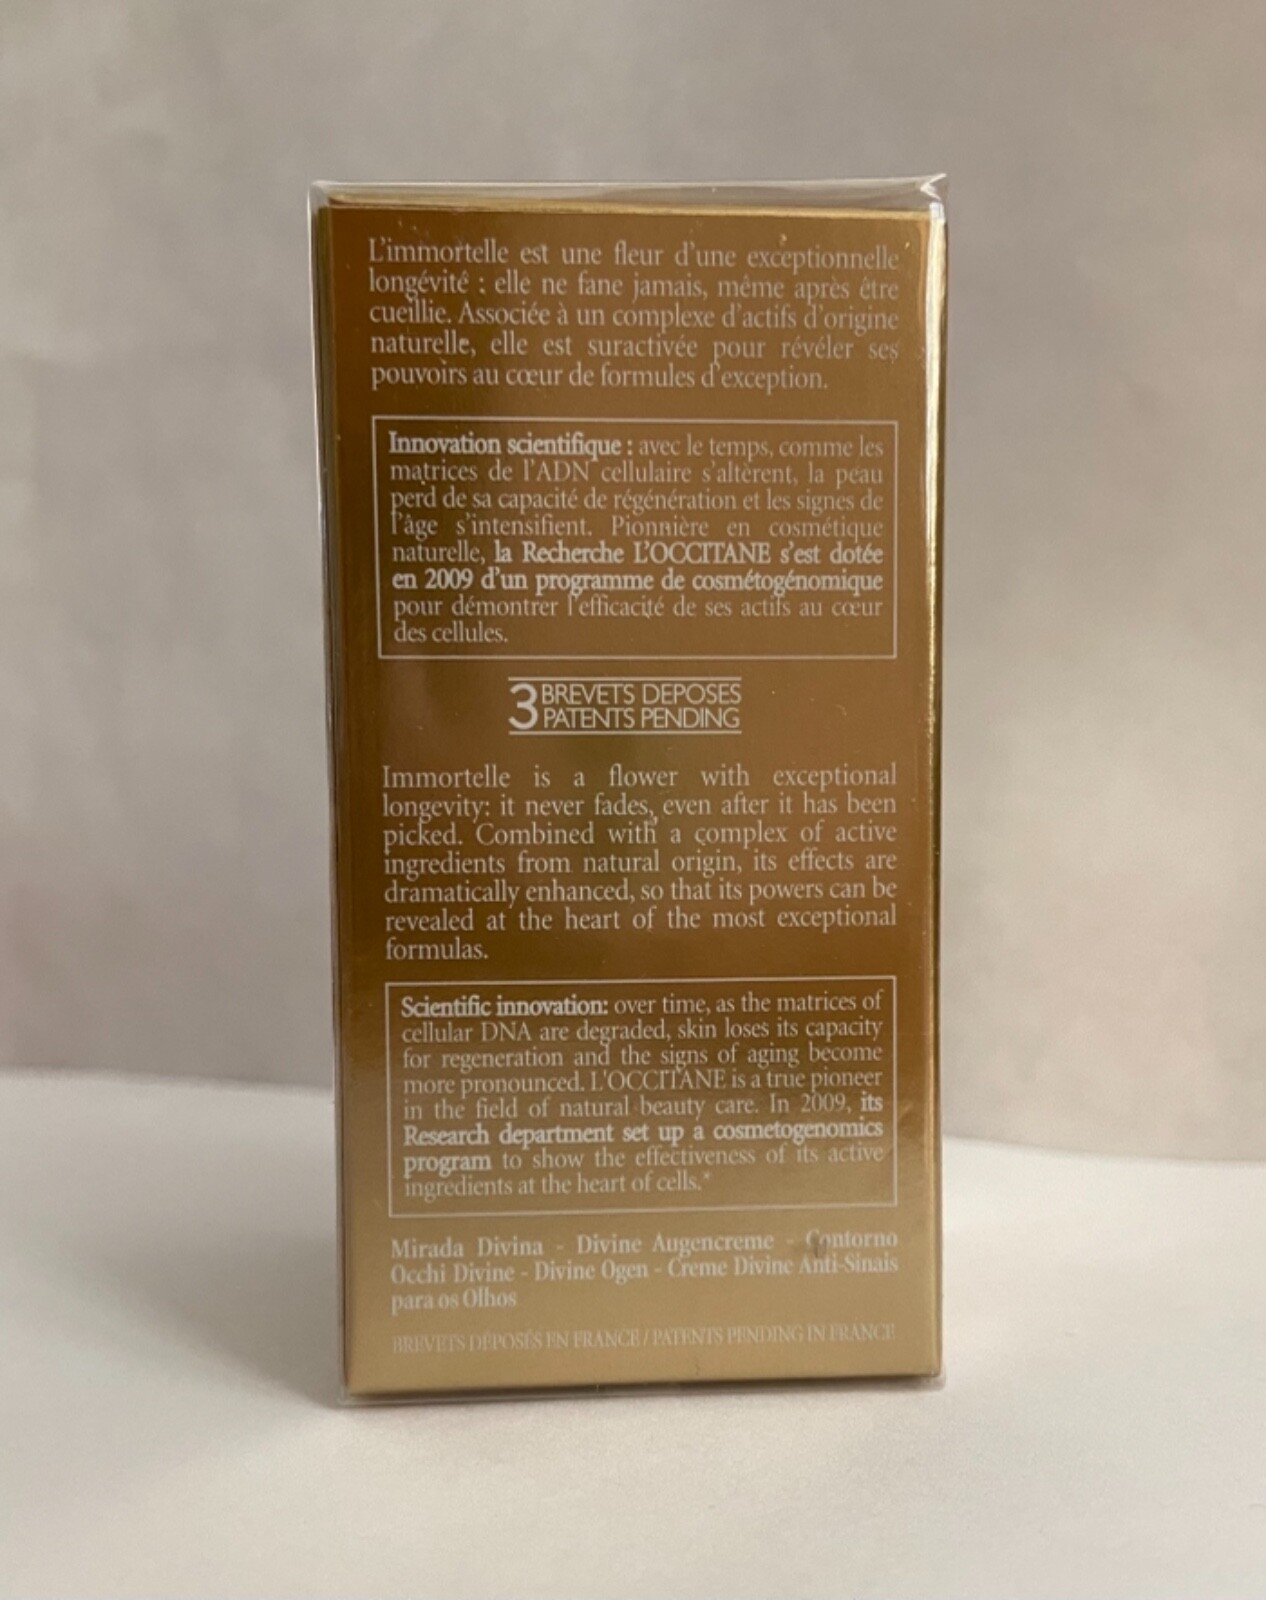 L'immortelle est une fleur d'une exceptionnelle
longévité : elle ne fane jamais, même après être
cueillie. Associée à un complexe d'actifs d'origine
naturelle, elle est suractivée pour révéler ses
pouvoirs au cœur de formules d'exception.
Innovation scientifique : avec le temps, comme les
matrices de l'ADN cellulaire s'altèrent, la peau
perd de sa capacité de régénération et les signes de
l'âge s'intensifient. Pionnière en cosmétique
naturelle, la Recherche L'OCCITANE s'est dotée
en 2009 d'un programme de cosmétogénomique
pour démontrer l'efficacité de ses actifs au cœur
des cellules.
3 BREVETS DEPOSES
PATENTS PENDING
Immortelle is a flower with exceptional
longevity: it never fades, even after it has been
picked. Combined with a complex of active
ingredients from natural origin, its effects are
dramatically enhanced, so that its powers can be
revealed at the heart of the most exceptional
formulas.
Scientific innovation: over time, as the matrices of
cellular DNA are degraded, skin loses its capacity
for regeneration and the signs of aging become
more pronounced. L'OCCITANE is a true pioneer
in the field of natural beauty care. In 2009, its
Research department set up a cosmetogenomics
program to show the effectiveness of its active
ingredients at the heart of cells.*
Mirada Divina - Divine Augencreme - Contorno
Occhi Divine - Divine Ogen - Creme Divine Anti-Sinais
para os Olhos
BREVETS DÉPOSÉS EN FRANCE / PATENTS PENDING IN FRANCE